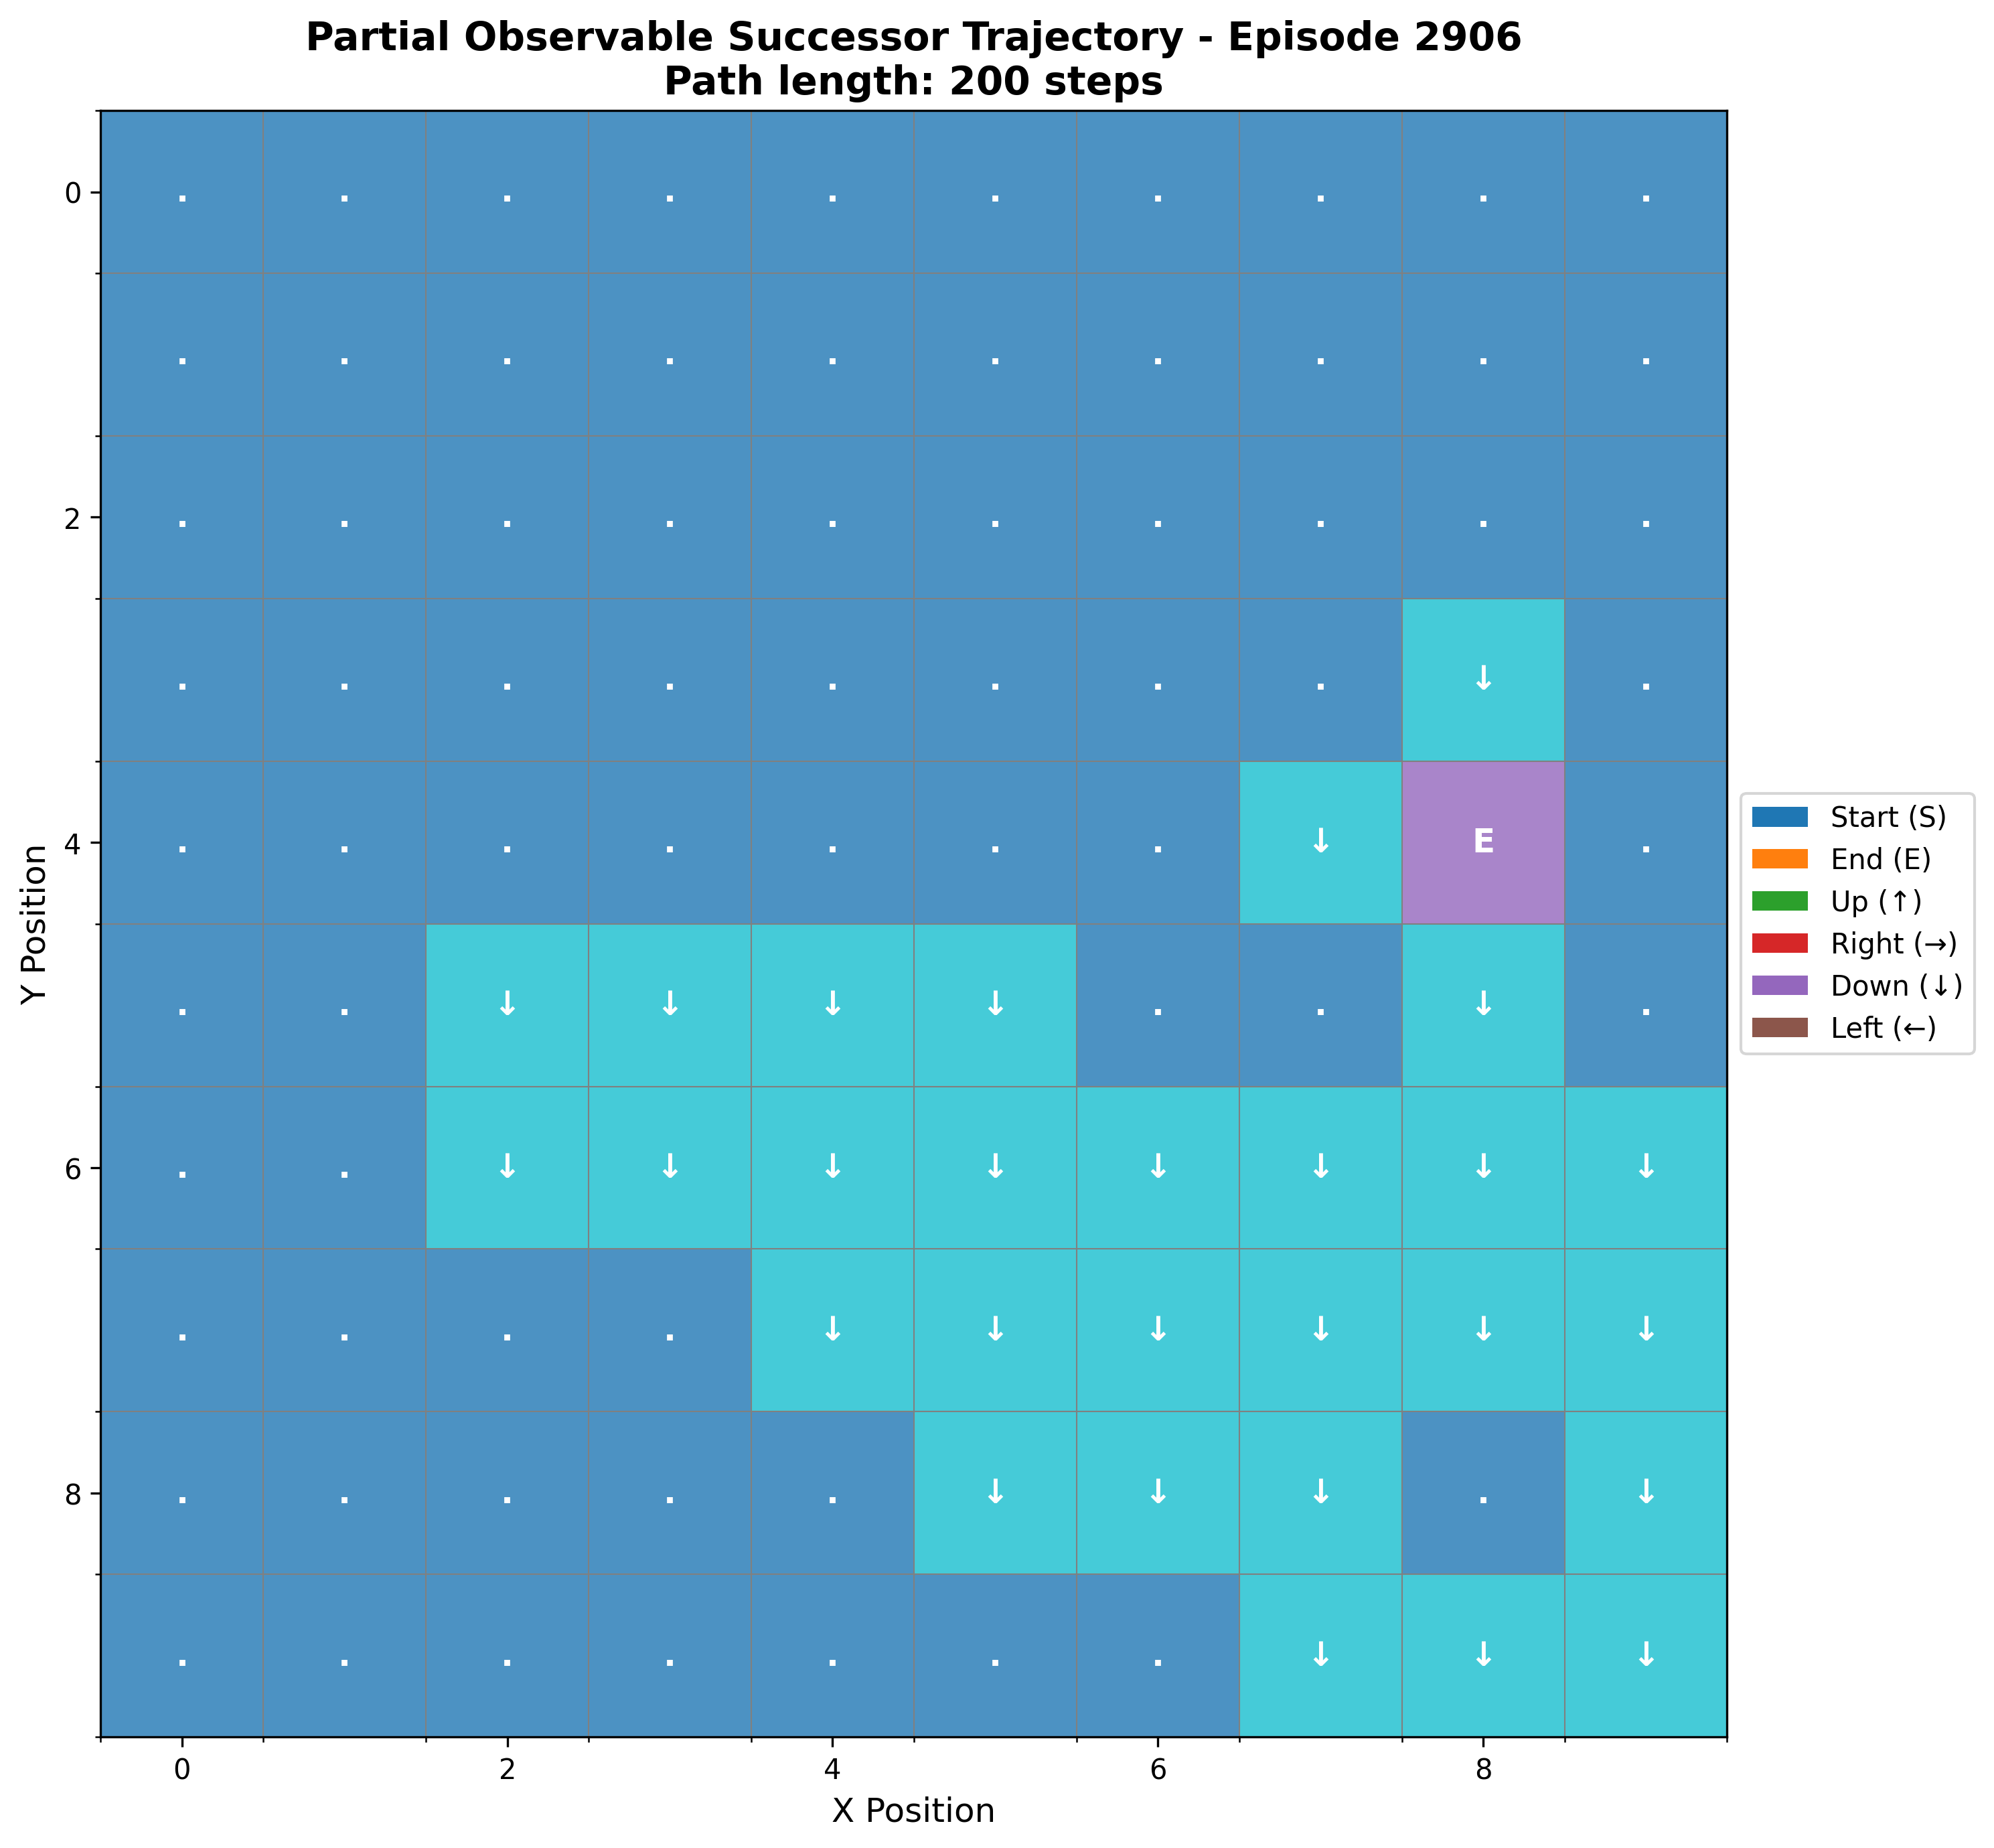 Partial Observable Successor Trajectory - Episode 2906
Path length: 200 steps
0 . . . . . . . . . .
. . . . . . . . . .
2 . . . . . . . . . .
. . . . . . . . ↓ .
4 . . . . . . . ↓ E .
. . ↓ ↓ ↓ ↓ . . ↓ .
6 . . ↓ ↓ ↓ ↓ ↓ ↓ ↓ ↓
. . . . ↓ ↓ ↓ ↓ ↓ ↓
8 . . . . . ↓ ↓ ↓ . ↓
. . . . . . . ↓ ↓ ↓
0 2 4 6 8
X Position
Y Position
Start (S)
End (E)
Up (↑)
Right (→)
Down (↓)
Left (←)